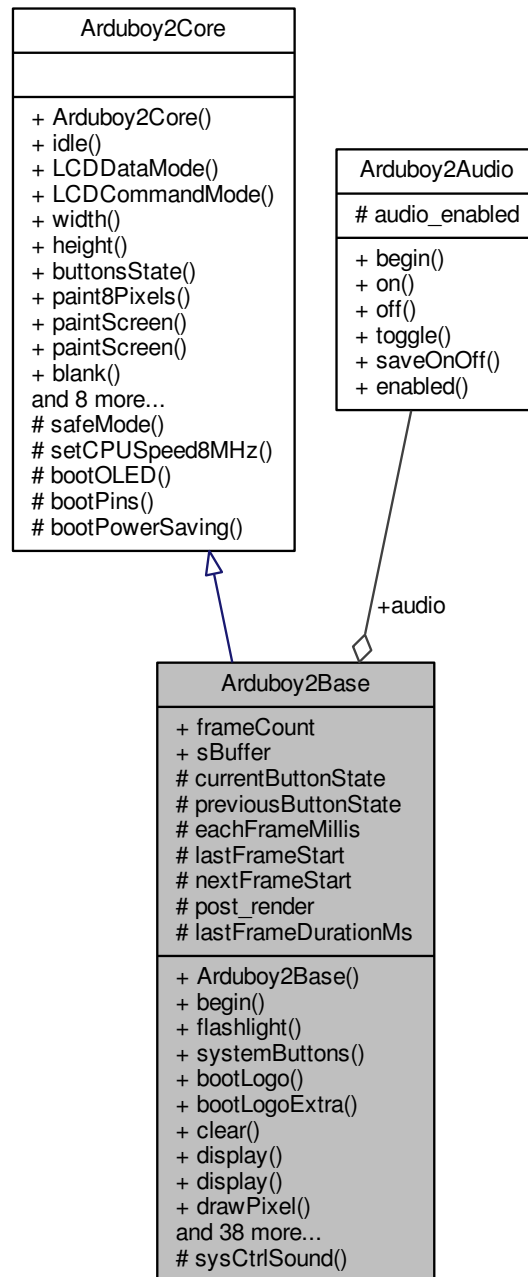 Arduboy2Core
+ Arduboy2Core()
+ idle()
+ LCDDataMode()
+ LCDCommandMode()
+ width()
+ height()
+ buttonsState()
+ paint8Pixels()
+ paintScreen()
+ paintScreen()
+ blank()
and 8 more...
# safeMode()
# setCPUSpeed8MHz()
# bootOLED()
# bootPins()
# bootPowerSaving()
Arduboy2Audio
# audio_enabled
+ begin()
+ on()
+ off()
+ toggle()
+ saveOnOff()
+ enabled()
+audio
Arduboy2Base
+ frameCount
+ sBuffer
# currentButtonState
# previousButtonState
# eachFrameMillis
# lastFrameStart
# nextFrameStart
# post_render
# lastFrameDurationMs
+ Arduboy2Base()
+ begin()
+ flashlight()
+ systemButtons()
+ bootLogo()
+ bootLogoExtra()
+ clear()
+ display()
+ display()
+ drawPixel()
and 38 more...
# sysCtrlSound()